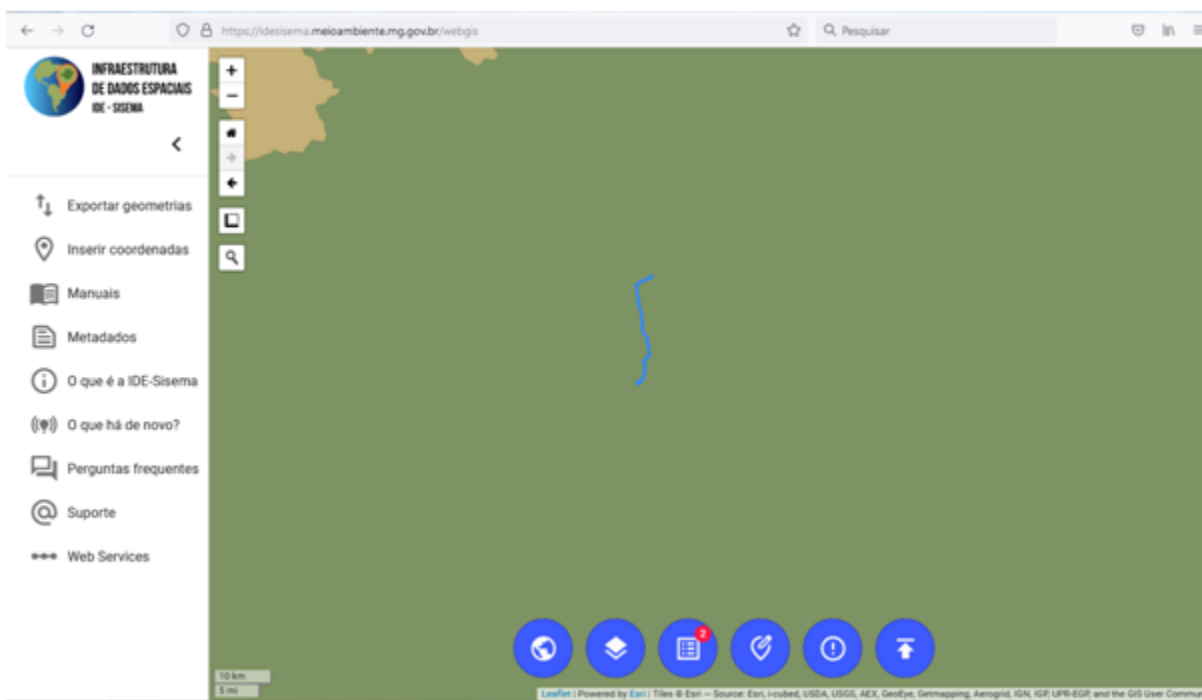 https://idesisema.meioambiente.mg.gov.br/webgis
Pesquisar
INFRAESTRUTURA
DE DADOS ESPACIAIS
IDE - SISEMA
+
−
Exportar geometrias
Inserir coordenadas
Manuais
Metadados
O que é a IDE-Sisema
O que há de novo?
Perguntas frequentes
Suporte
Web Services
2
10 km
5 mi
Leaflet | Powered by Esri | Tiles © Esri — Source: Esri, i-cubed, USDA, USGS, AEX, GeoEye, Getmapping, Aerogrid, IGN, IGP, UPR-EGP, and the GIS User Com